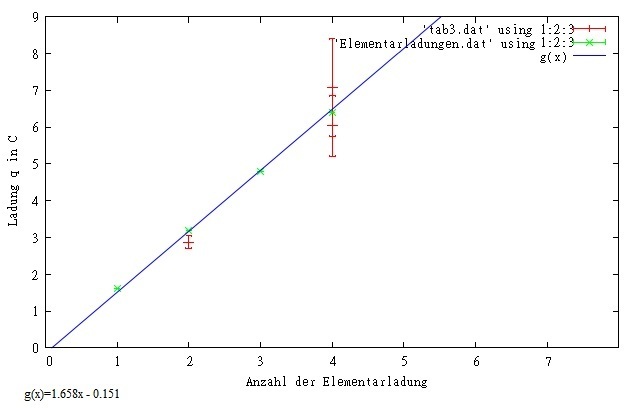 9
8
7
6
5
4
3
2
1
0
Ladung q in C
'tab3.dat' using 1:2:3
'Elementarladungen.dat' using 1:2:3
g(x)
1 2 3 4 5 6 7
0 8
Anzahl der Elementarladung
g(x)=1.658x - 0.151